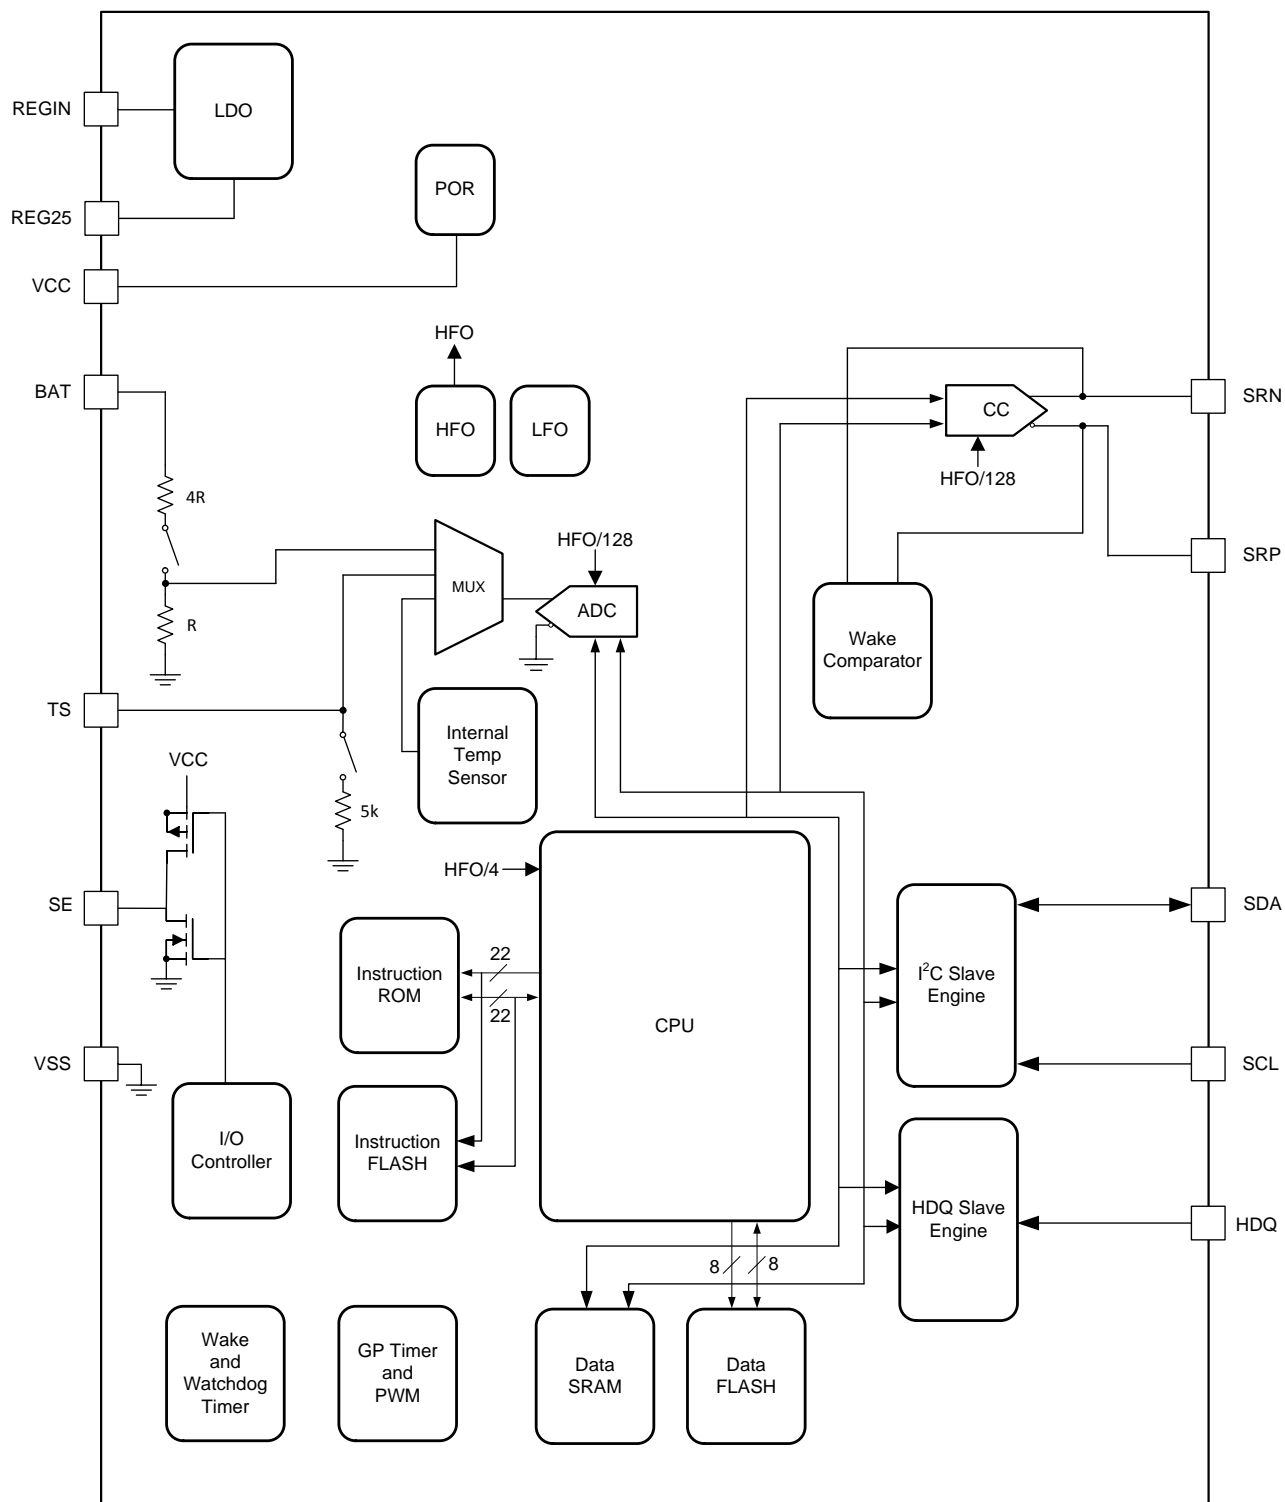 REGIN
LDO
POR
REG25
VCC
HFO
BAT
SRN
HFO
LFO
CC
HFO/128
4R
HFO/128
SRP
MUX
ADC
R
Wake
Comparator
TS
Internal
Temp
Sensor
VCC
5k
HFO/4
SE
SDA
22
Instruction
ROM
I²C Slave
Engine
22
CPU
VSS
SCL
I/O
Controller
Instruction
FLASH
HDQ Slave
Engine
HDQ
8
8
Wake
and
Watchdog
Timer
GP Timer
and
PWM
Data
SRAM
Data
FLASH